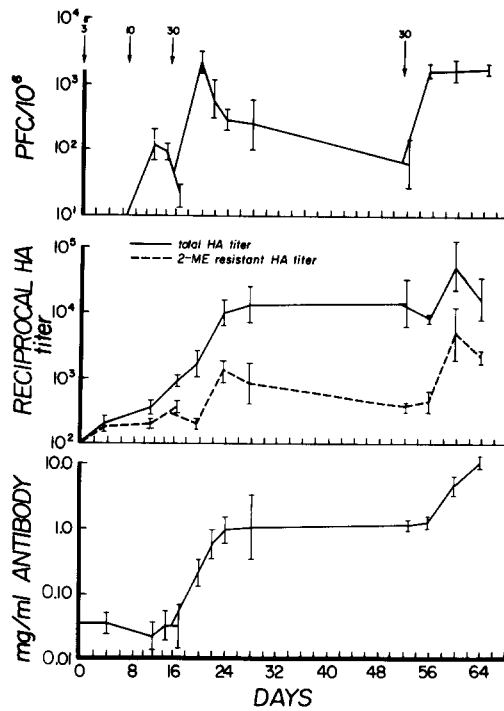 3 10 30 30
PFC/10⁶
10⁴
10³
10²
10¹
RECIPROCAL HA titer
10⁵
10⁴
10³
10²
total HA titer
2-ME resistant HA titer
mg/ml ANTIBODY
10.0
1.0
0.10
0.01
0 8 16 24 32 40 48 56 64
DAYS